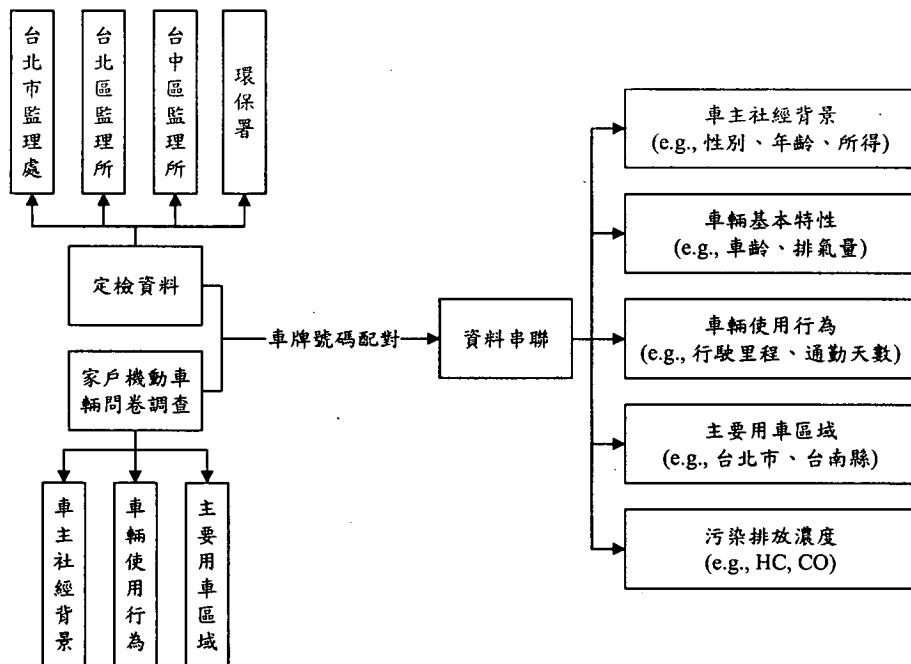 台北市監理處
台北區監理所
台中區監理所
環保署
定檢資料
家戶機動車
輛問卷調查
車主社經背景
車輛使用行為
主要用車區域
車牌號碼配對
資料串聯
車主社經背景
(e.g., 性別、年齡、所得)
車輛基本特性
(e.g., 車齡、排氣量)
車輛使用行為
(e.g., 行駛里程、通勤天數)
主要用車區域
(e.g., 台北市、台南縣)
污染排放濃度
(e.g., HC, CO)